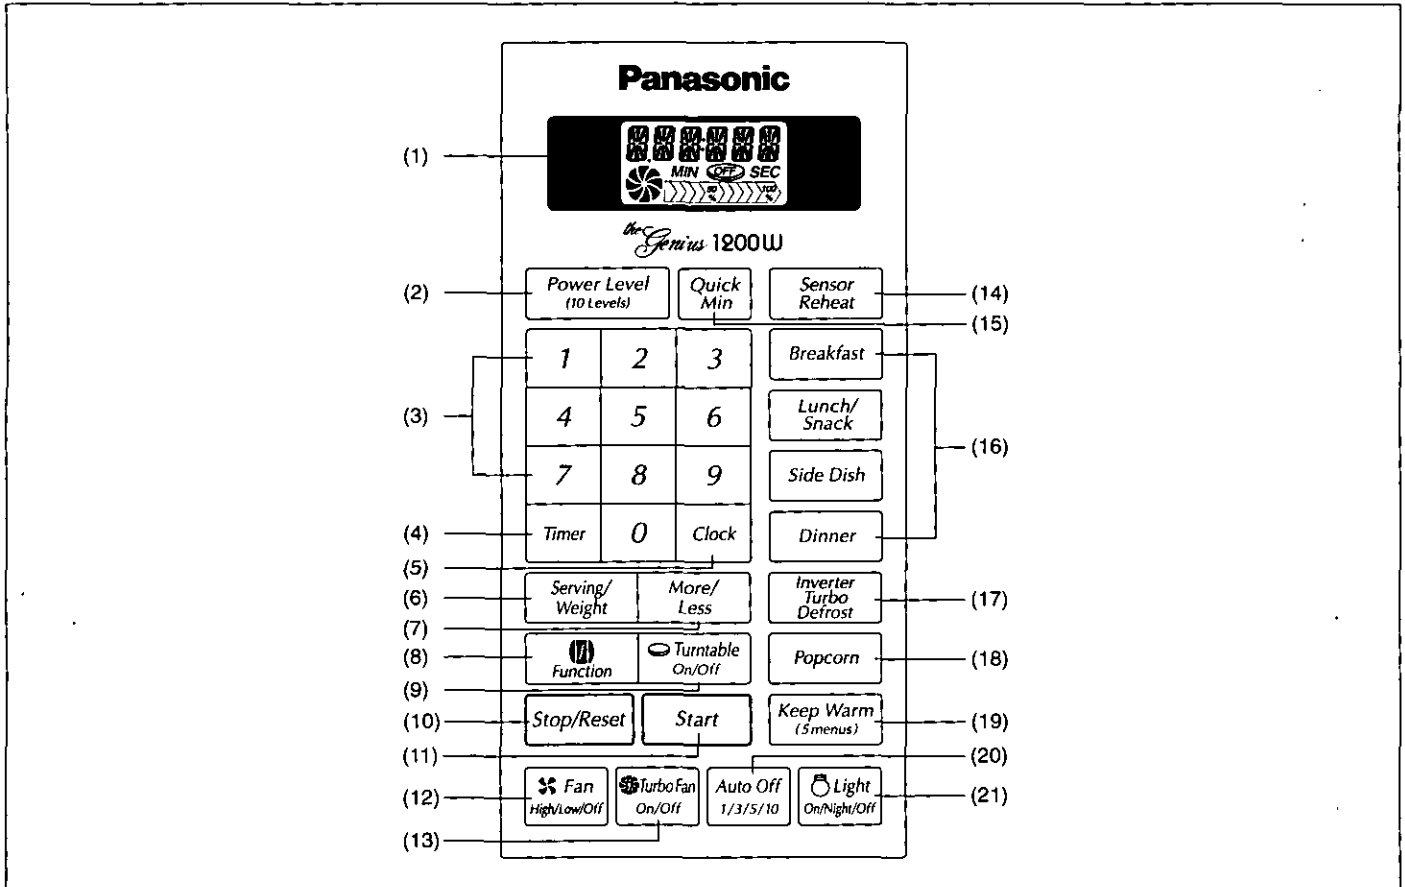 Panasonic
(1)
MIN OFF SEC
50 % 100 %
the Genius 1200W
(2)
Power Level
(10 Levels)
Quick
Min
Sensor
Reheat
(14)
(15)
1 2 3
Breakfast
(3)
4 5 6
Lunch/
Snack
(16)
7 8 9
Side Dish
(4)
Timer 0 Clock
Dinner
(5)
(6)
Serving/
Weight
More/
Less
Inverter
Turbo
Defrost
(17)
(7)
(8)
Function
Turntable
On/Off
Popcorn
(18)
(9)
(10)
Stop/Reset
Start
Keep Warm
(5 menus)
(19)
(11)
(20)
(12)
Fan
High/Low/Off
Turbo Fan
On/Off
Auto Off
1/3/5/10
Light
On/Night/Off
(21)
(13)